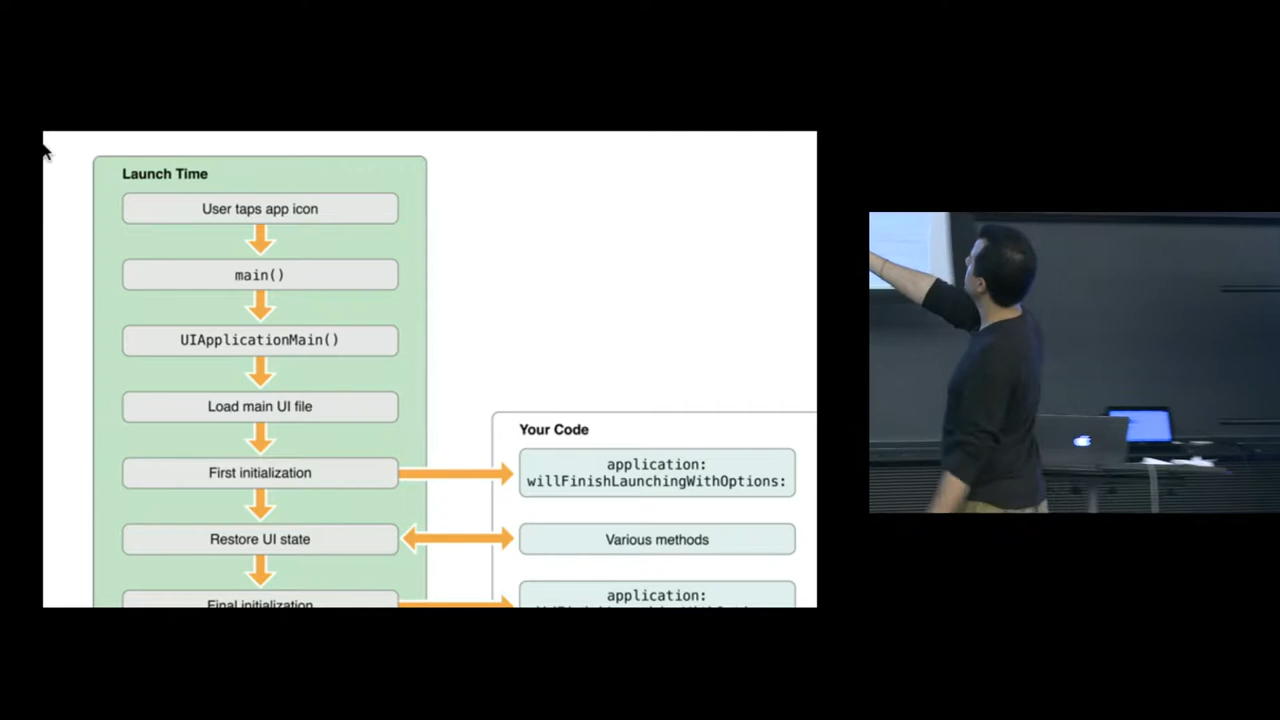 Launch Time
User taps app icon
main()
UIApplicationMain()
Load main UI file
First initialization
Restore UI state
Final initialization
Your Code
application:
willFinishLaunchingWithOptions:
Various methods
application: